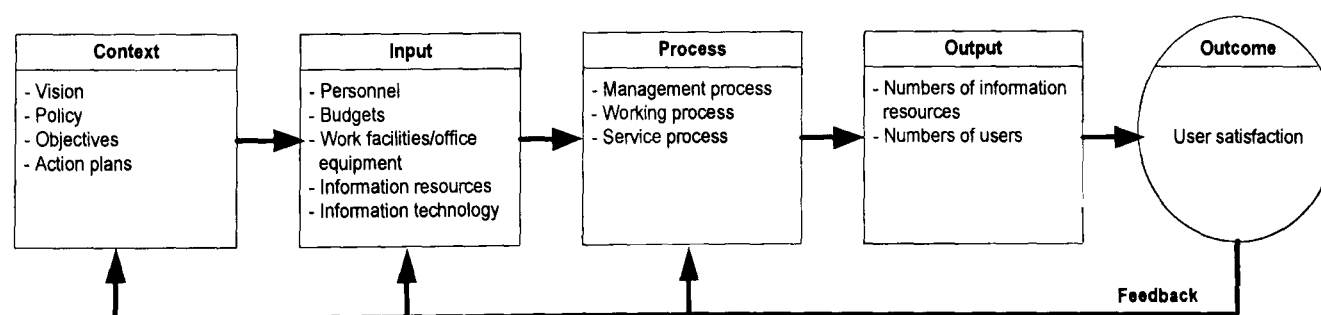 Context
- Vision
- Policy
- Objectives
- Action plans
Input
- Personnel
- Budgets
- Work facilities/office
equipment
- Information resources
- Information technology
Process
- Management process
- Working process
- Service process
Output
- Numbers of information
resources
- Numbers of users
Outcome
User satisfaction
Feedback